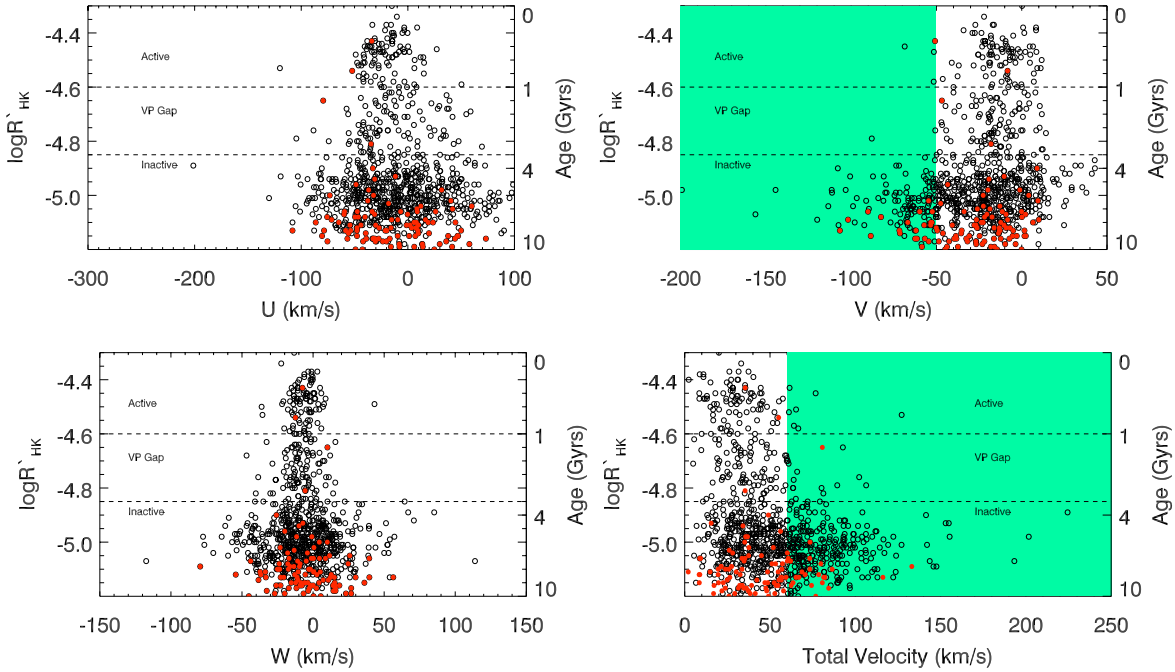 -4.4
-4.6
-4.8
-5.0
logR`HK
Active
VP Gap
Inactive
0
1
4
10
Age (Gyrs)
-300 -200 -100 0 100
U (km/s)
-4.4
-4.6
-4.8
-5.0
logR`HK
Active
VP Gap
Inactive
0
1
4
10
Age (Gyrs)
-200 -150 -100 -50 0 50
V (km/s)
-4.4
-4.6
-4.8
-5.0
logR`HK
Active
VP Gap
Inactive
0
1
4
10
Age (Gyrs)
-150 -100 -50 0 50 100 150
W (km/s)
-4.4
-4.6
-4.8
-5.0
logR`HK
Active
VP Gap
Inactive
0
1
4
10
Age (Gyrs)
0 50 100 150 200 250
Total Velocity (km/s)